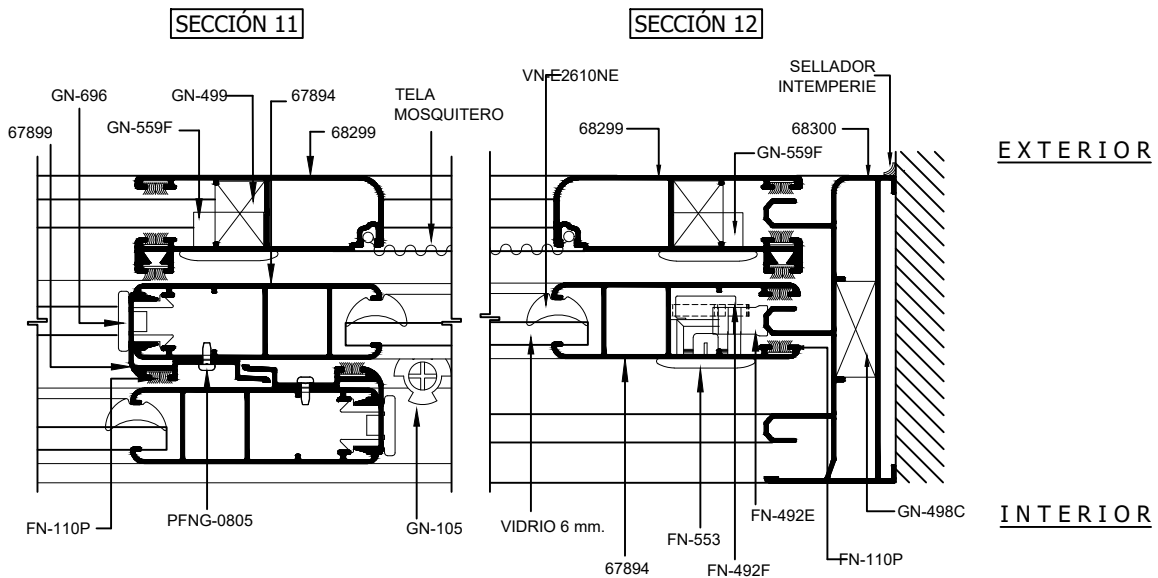 SECCIÓN 11
SECCIÓN 12
GN-696
GN-499
67894
TELA
MOSQUITERO
67899
GN-559F
68299
VN-E2610NE
SELLADOR
INTEMPERIE
68299
68300
GN-559F
EXTERIOR
FN-110P
PFNG-0805
GN-105
VIDRIO 6 mm.
FN-553
FN-492E
GN-498C
INTERIOR
67894
FN-492F
FN-110P